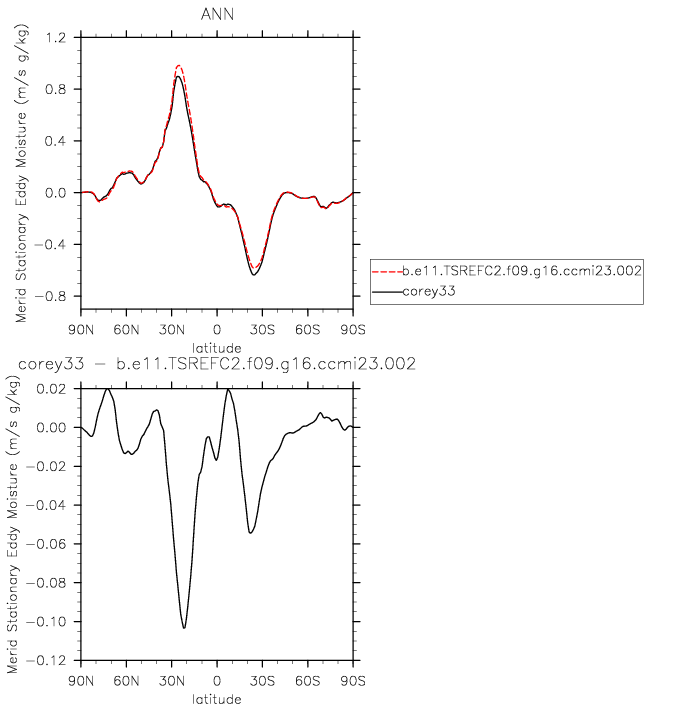 ANN
Merid Stationary Eddy Moisture (m/s g/kg)
1.2
0.8
0.4
0.0
−0.4
−0.8
90N 60N 30N 0 30S 60S 90S
latitude
b.e11.TSREFC2.f09.g16.ccmi23.002
corey33
corey33 − b.e11.TSREFC2.f09.g16.ccmi23.002
Merid Stationary Eddy Moisture (m/s g/kg)
0.02
0.00
−0.02
−0.04
−0.06
−0.08
−0.10
−0.12
90N 60N 30N 0 30S 60S 90S
latitude